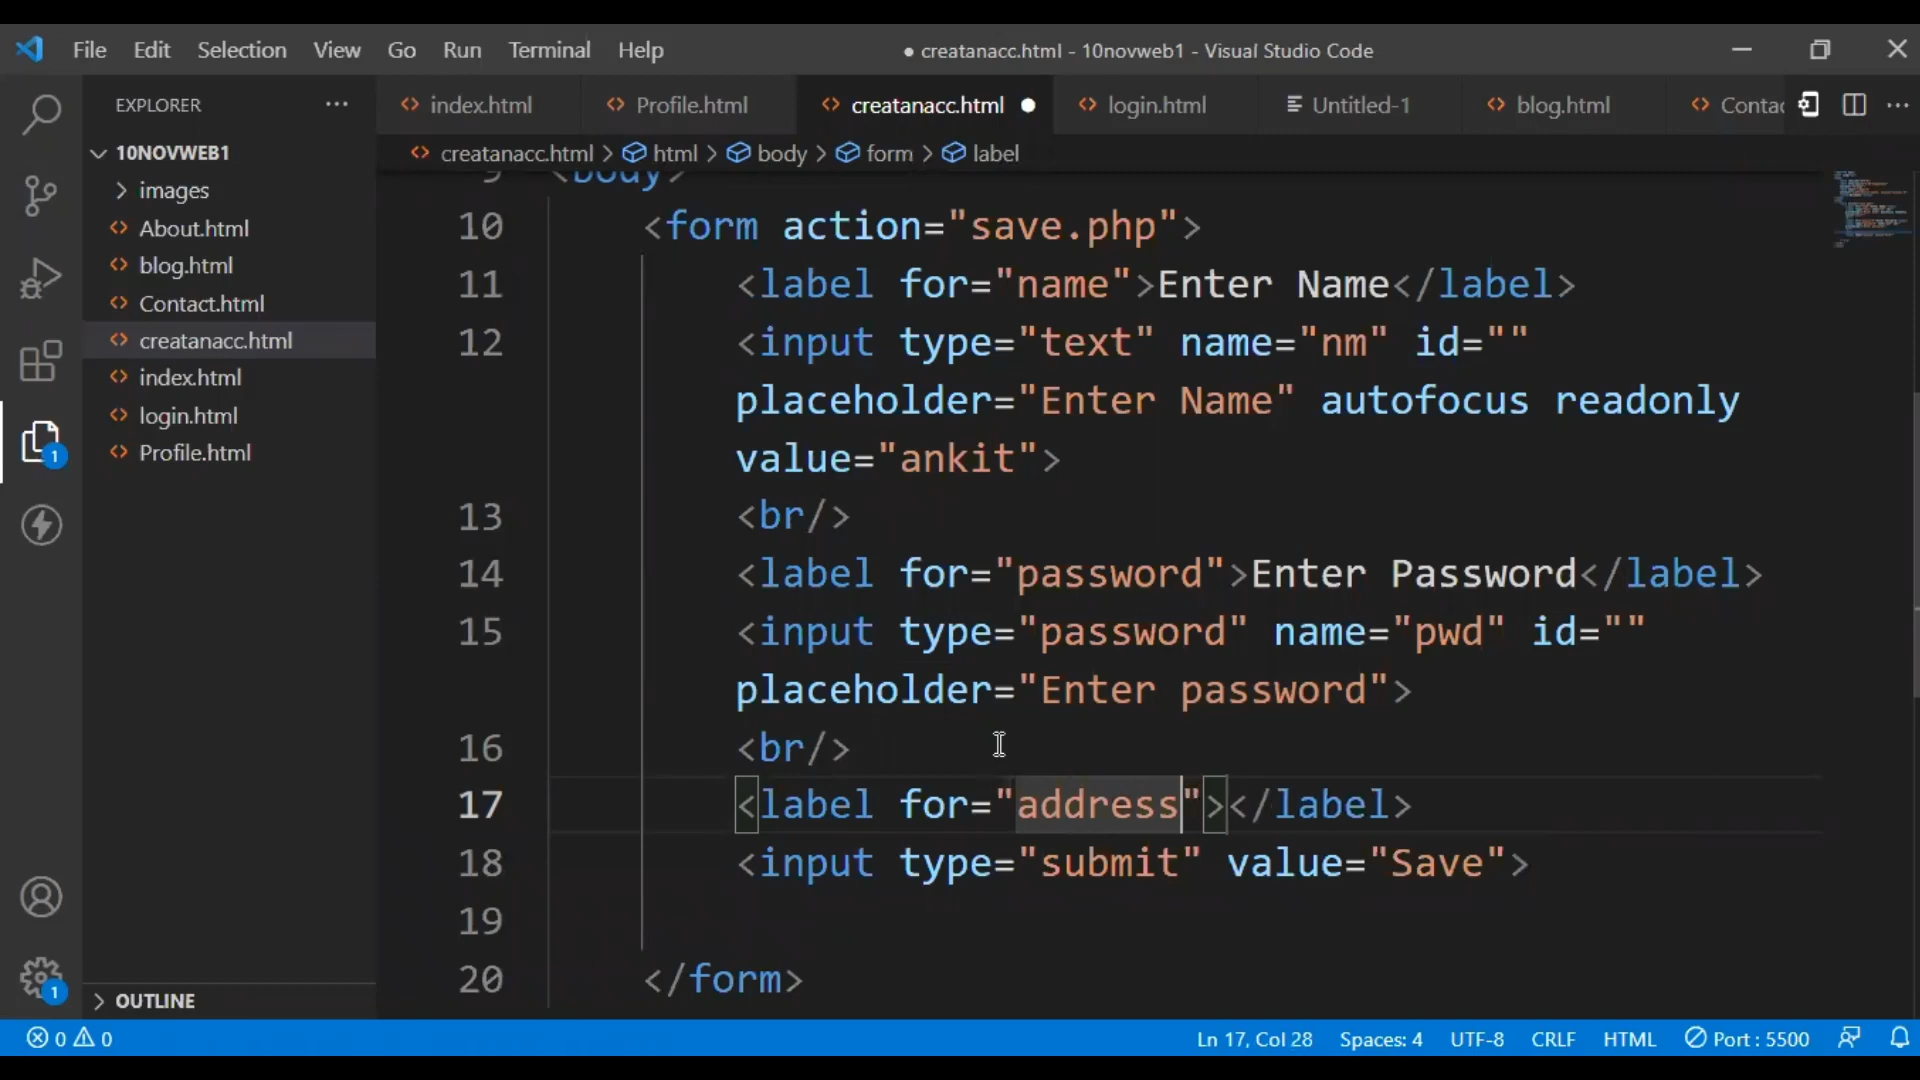 File Edit Selection View Go Run Terminal Help
● creatanacc.html - 10novweb1 - Visual Studio Code
EXPLORER
index.html Profile.html creatanacc.html login.html Untitled-1 blog.html Contac
creatanacc.html > html > body > form > label
10NOVWEB1
images
About.html
blog.html
Contact.html
creatanacc.html
index.html
login.html
Profile.html
OUTLINE
9 <body>
10 <form action="save.php">
11 <label for="name">Enter Name</label>
12 <input type="text" name="nm" id=""
placeholder="Enter Name" autofocus readonly
value="ankit">
13 <br/>
14 <label for="password">Enter Password</label>
15 <input type="password" name="pwd" id=""
placeholder="Enter password">
16 <br/>
17 <label for="address"></label>
18 <input type="submit" value="Save">
19
20 </form>
1
1
0 0 Ln 17, Col 28 Spaces: 4 UTF-8 CRLF HTML Port : 5500